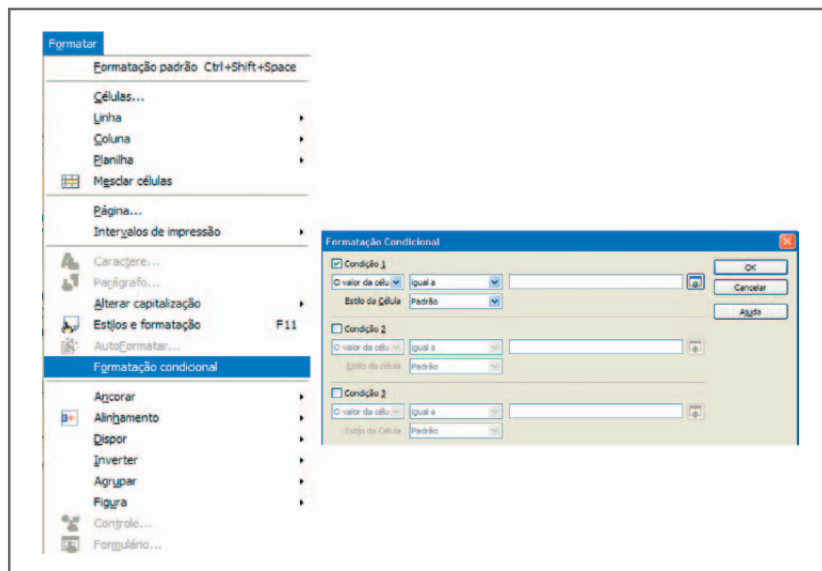 Formatar
Formatação padrão Ctrl+Shift+Space
Células...
Linha
Coluna
Planilha
Mesclar células
Página...
Intervalos de impressão
Caractere...
Parágrafo...
Alterar capitalização
Estilos e formatação F11
AutoFormatar...
Formatação condicional
Ancorar
Alinhamento
Dispor
Inverter
Agrupar
Figura
Controle...
Formulário...
Formatação Condicional
Condição 1
O valor da célu igual a
Estilo da Célula Padrão
Condição 2
O valor da célu igual a
Estilo da célula Padrão
Condição 3
O valor da célu igual a
Estilo da Célula Padrão
OK
Cancelar
Ajuda